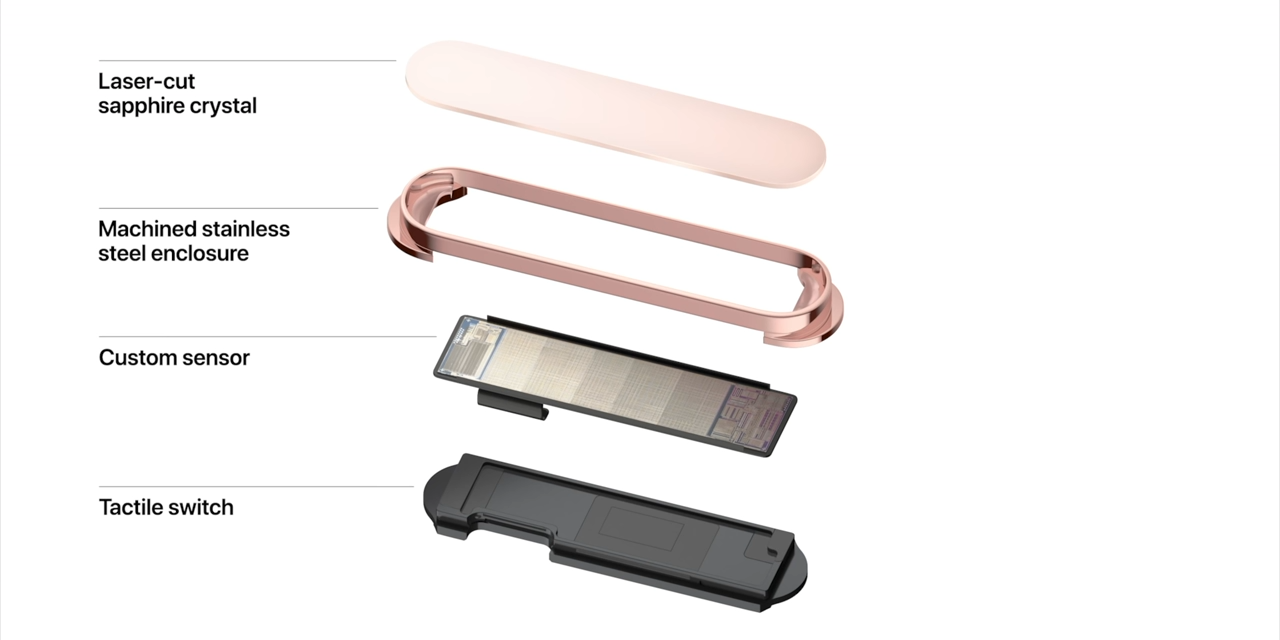 Laser-cut
sapphire crystal
Machined stainless
steel enclosure
Custom sensor
Tactile switch